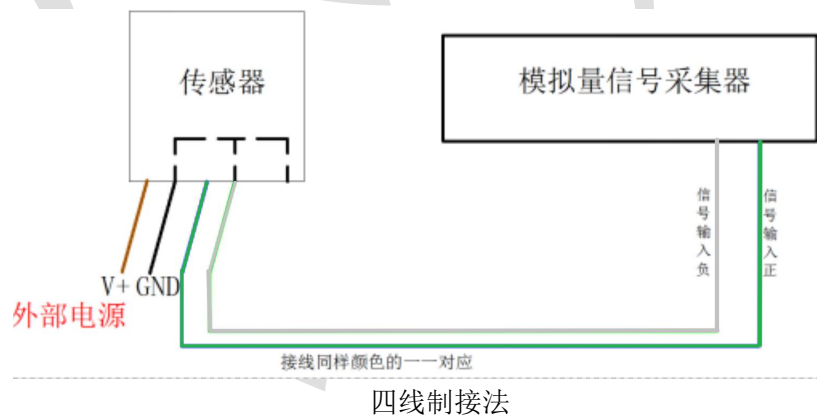 传感器
模拟量信号采集器
信号输入负
信号输入正
V+ GND
外部电源
接线同样颜色的一一对应
四线制接法